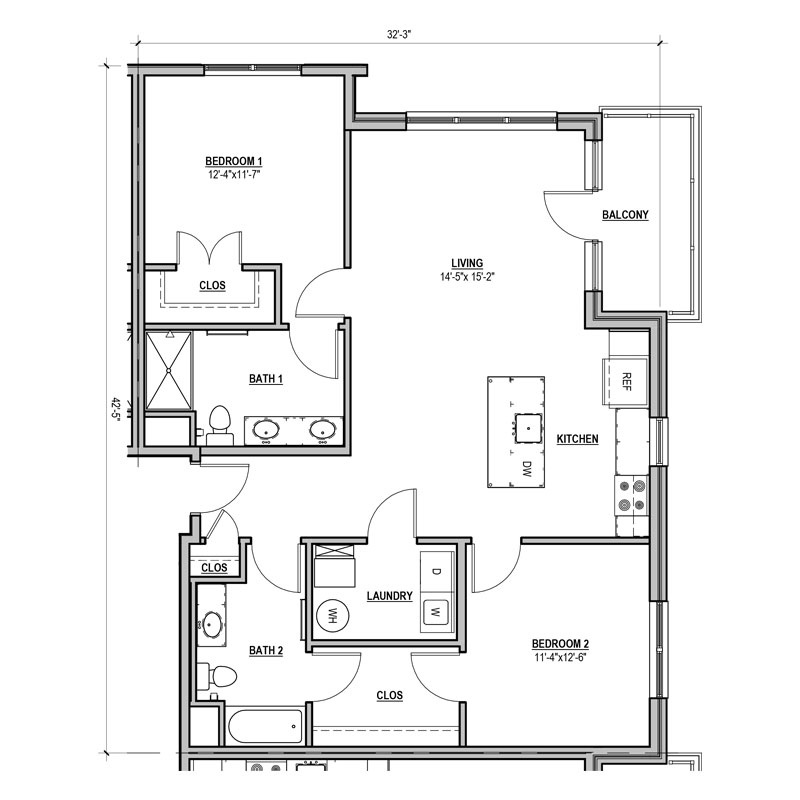 32'-3"
BEDROOM 1
12'-4"x11'-7"
BALCONY
LIVING
14'-5"x 15'-2"
CLOS
BATH 1
REF
42'-5"
KITCHEN
DW
CLOS
LAUNDRY
D
W
WH
BATH 2
BEDROOM 2
11'-4"x12'-6"
CLOS